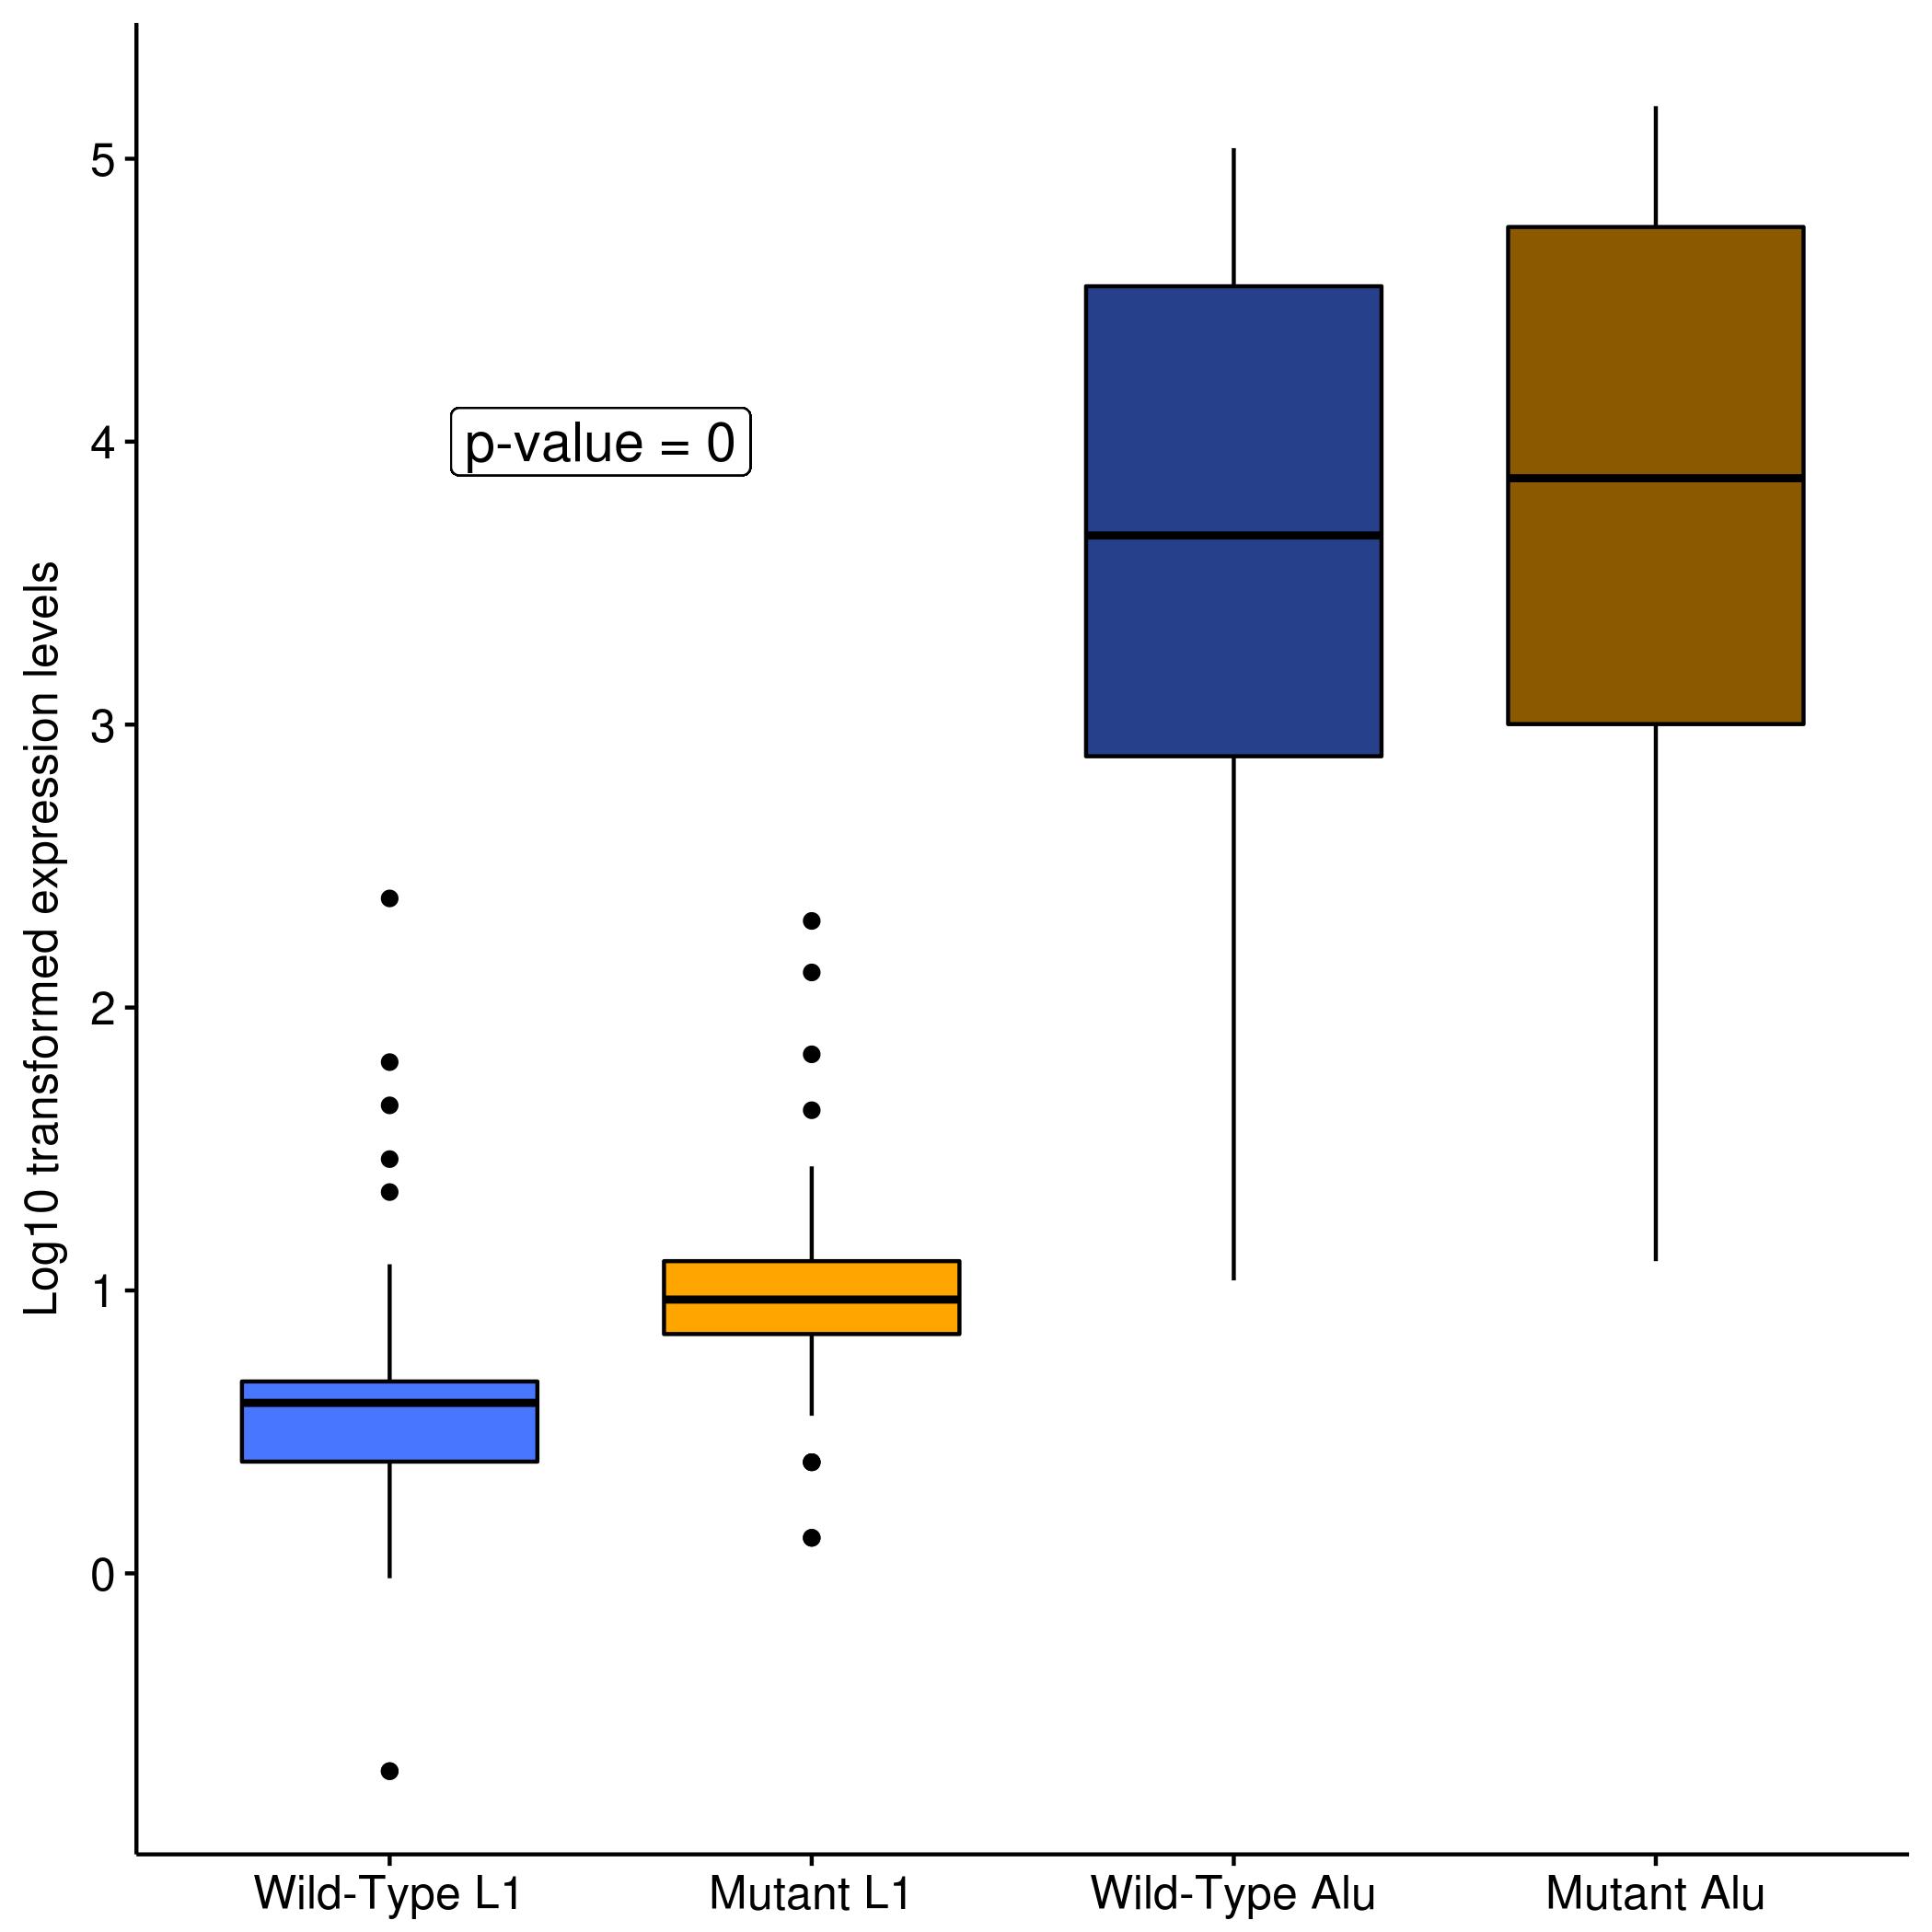 Log10 transformed expression levels
5
4
3
2
1
0
p-value = 0
Wild-Type L1
Mutant L1
Wild-Type Alu
Mutant Alu